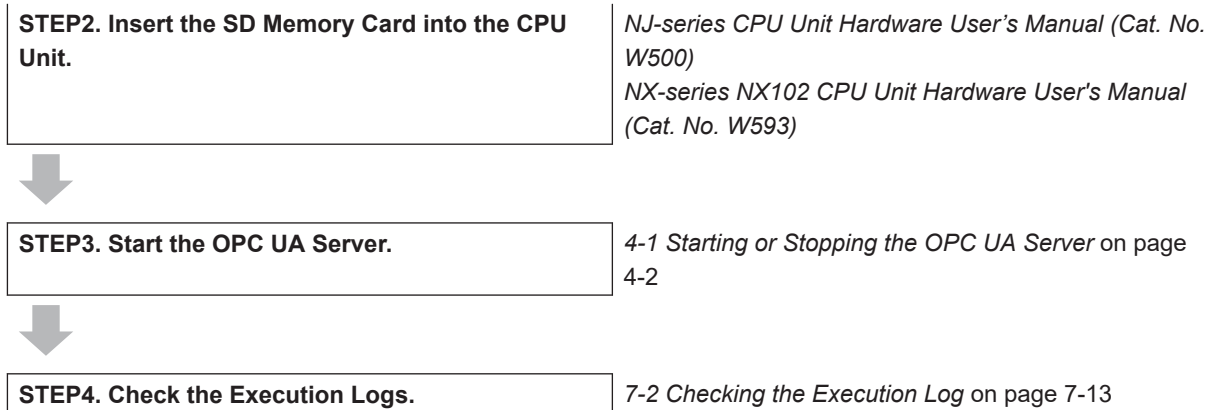 STEP2. Insert the SD Memory Card into the CPU
Unit.
NJ-series CPU Unit Hardware User’s Manual (Cat. No.
W500)
NX-series NX102 CPU Unit Hardware User's Manual
(Cat. No. W593)
STEP3. Start the OPC UA Server.
4-1 Starting or Stopping the OPC UA Server on page
4-2
STEP4. Check the Execution Logs.
7-2 Checking the Execution Log on page 7-13